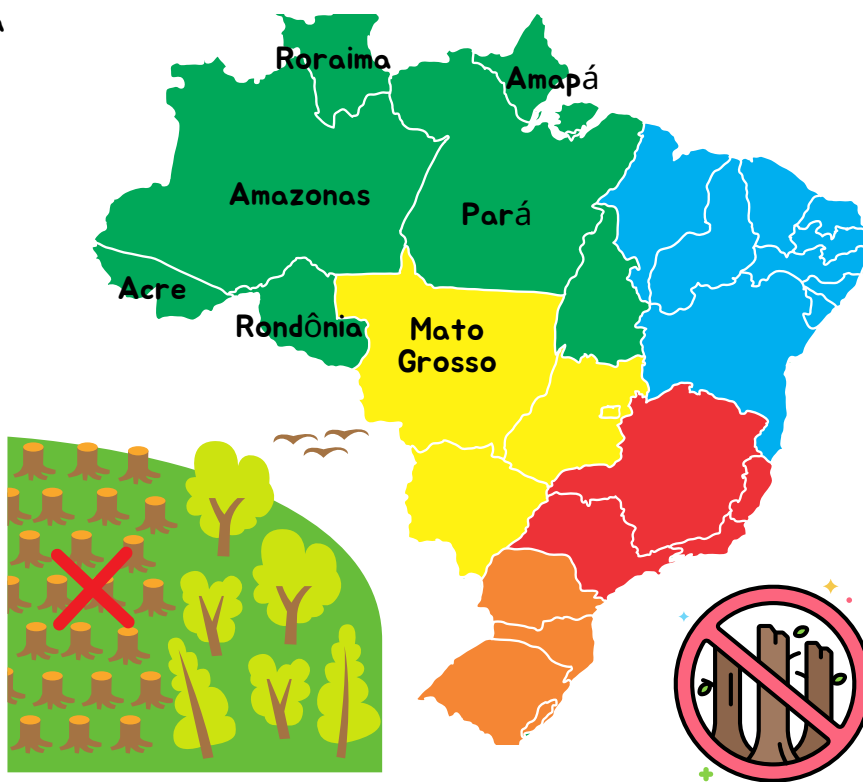 A
Roraima
Amapá
Amazonas
Pará
Acre
Rondônia
Mato
Grosso